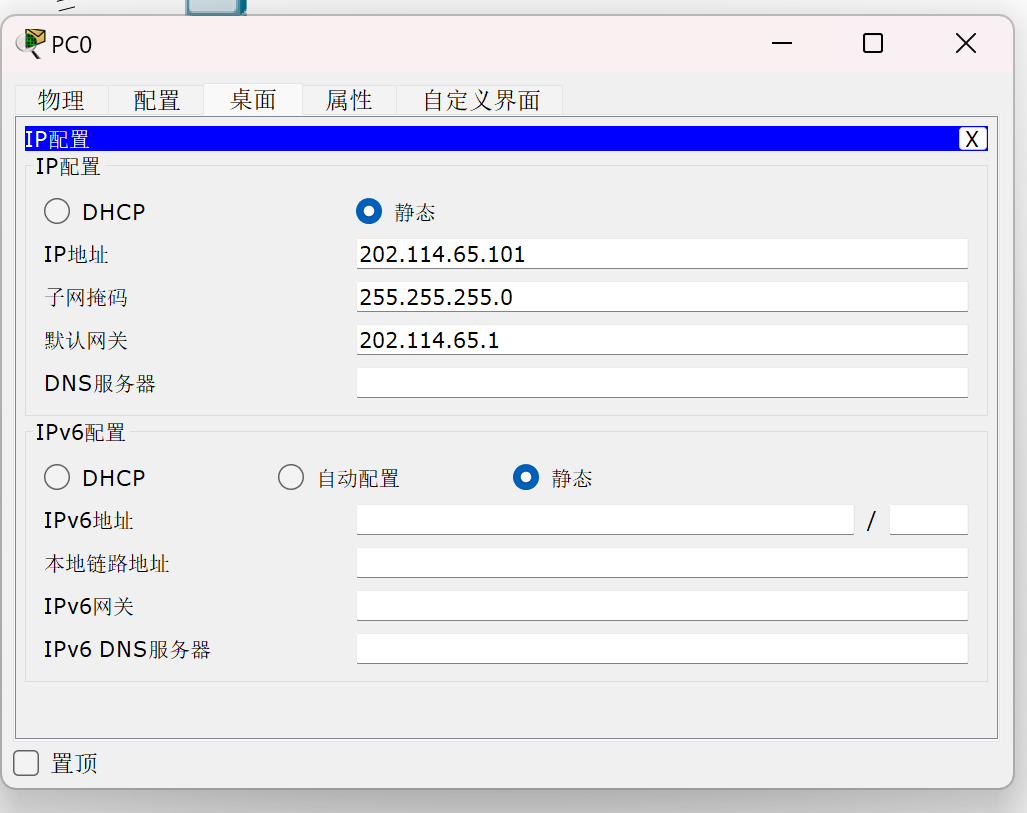 PC0
物理 配置 桌面 属性 自定义界面
IP配置 X
IP配置
DHCP 静态
IP地址 202.114.65.101
子网掩码 255.255.255.0
默认网关 202.114.65.1
DNS服务器
IPv6配置
DHCP 自动配置 静态
IPv6地址 /
本地链路地址
IPv6网关
IPv6 DNS服务器
置顶